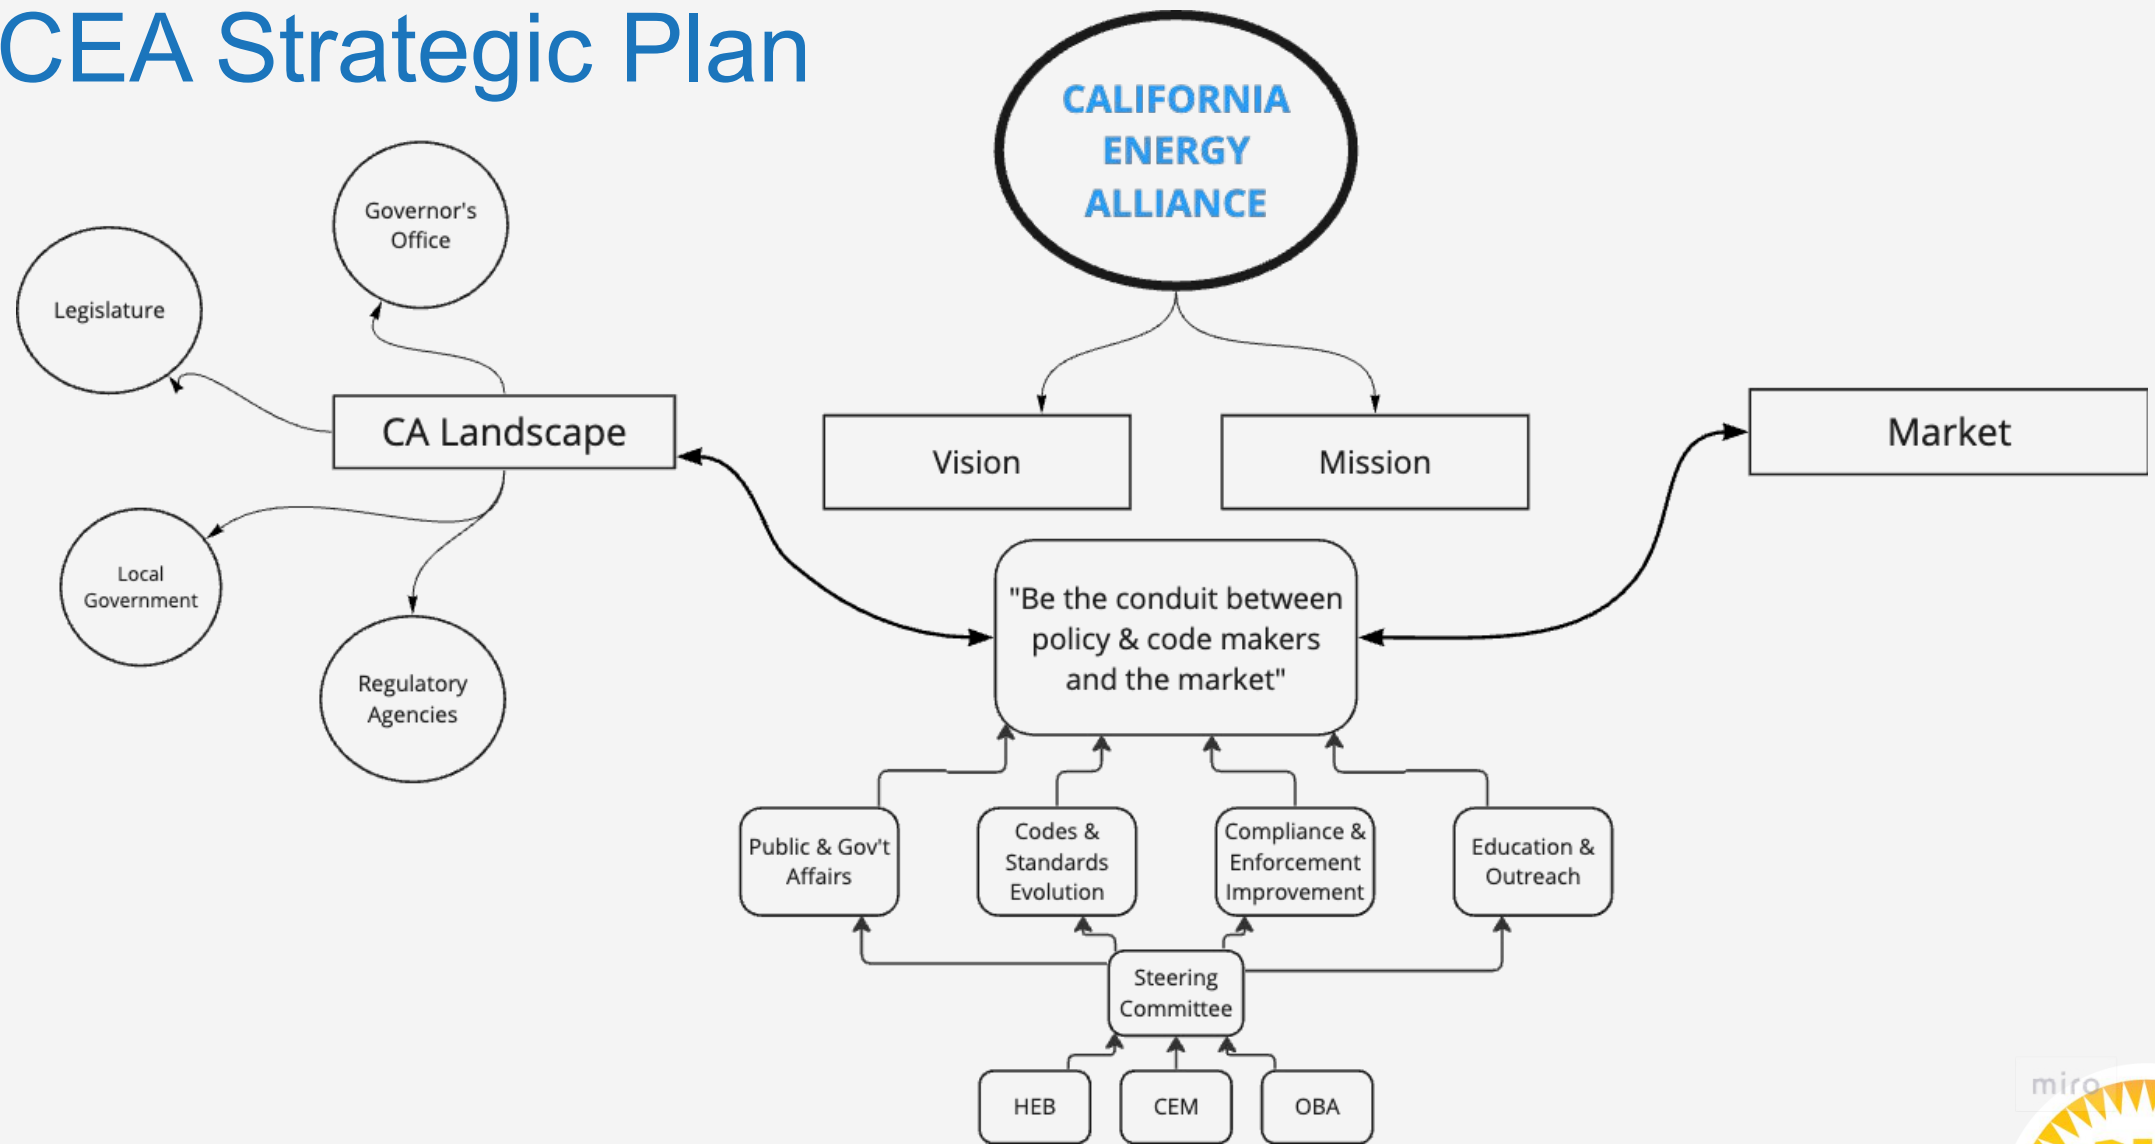 CEA Strategic Plan
CALIFORNIA
ENERGY
ALLIANCE
Governor's
Office
Legislature
CA Landscape
Vision
Mission
Market
Local
Government
Regulatory
Agencies
"Be the conduit between
policy & code makers
and the market"
Public & Gov't
Affairs
Codes &
Standards
Evolution
Compliance &
Enforcement
Improvement
Education &
Outreach
Steering
Committee
HEB
CEM
OBA
miro